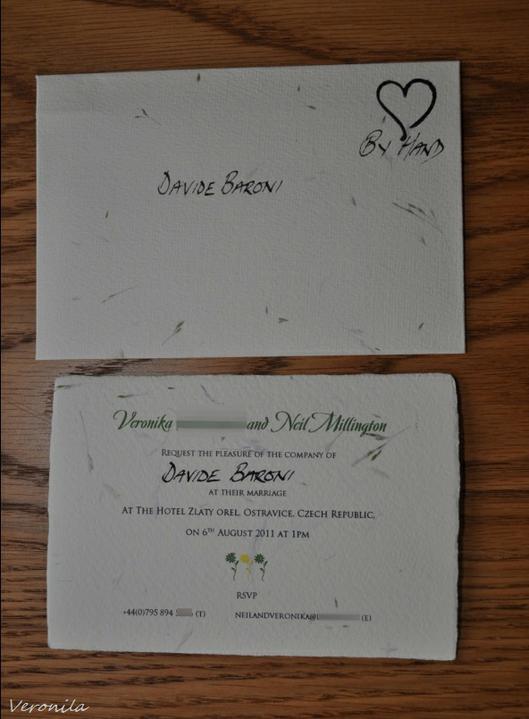 By Hand
Davide Baroni
Veronika and Neil Millington
Request the pleasure of the company of
Davide Baroni
at their marriage
at The Hotel Zlaty Orel, Ostravice, Czech Republic,
on 6th August 2011 at 1pm
RSVP
+44(0)795 894 (T) neilandveronika@ (E)
Veronila